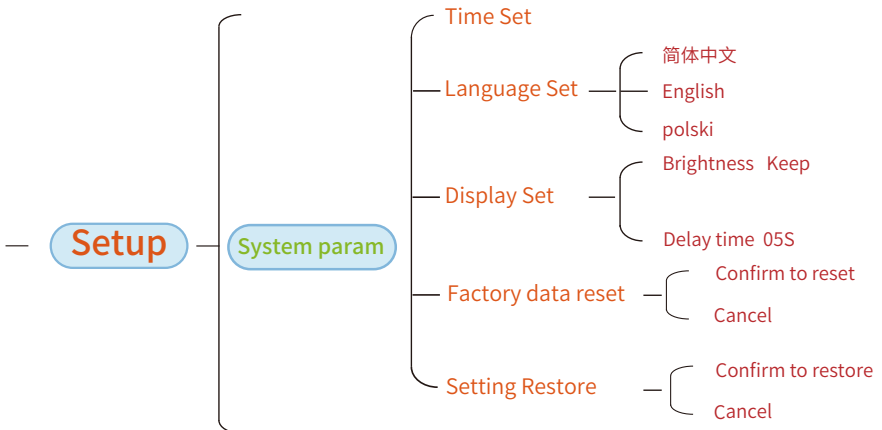 Setup
System param
Time Set
Language Set
简体中文
English
polski
Display Set
Brightness Keep
Delay time 05S
Factory data reset
Confirm to reset
Cancel
Setting Restore
Confirm to restore
Cancel